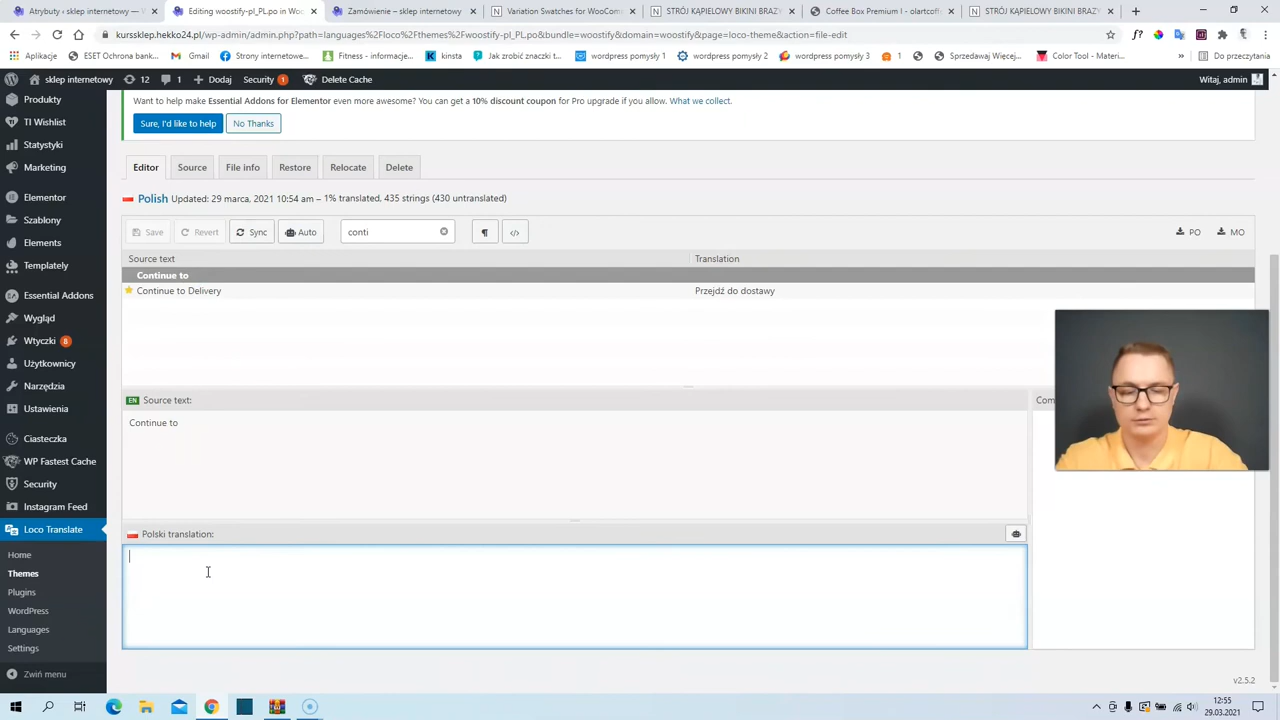 Atrybuty ‹ sklep internetowy — V
Editing woostify-pl_PL.po in Woo
Zamówienie – sklep internetowy
Variation Swatches for WooCom
STRÓJ KĄPIELOWY BIKINI BRAZY
Coffee Box Premium I - olartcoff
STRÓJ KĄPIELOWY BIKINI BRAZY
kurssklep.hekko24.pl/wp-admin/admin.php?path=languages%2Floco%2Fthemes%2Fwoostify-pl_PL.po&bundle=woostify&domain=woostify&page=loco-theme&action=file-edit
Aplikacje
ESET Ochrona bank...
Gmail
Strony internetowe
Fitness - informacje...
kinsta
Jak zrobić znaczki t...
wordpress pomysły 1
wordpress pomysły 2
wordpress pomysły 3
1
Sprzedawaj Więcej,...
Color Tool - Materi...
Do przeczytania
sklep internetowy
12
1
Dodaj
Security
1
Delete Cache
Witaj, admin
Produkty
TI Wishlist
Statystyki
Marketing
Elementor
Szablony
Elements
Templately
Essential Addons
Wygląd
Wtyczki 8
Użytkownicy
Narzędzia
Ustawienia
Ciasteczka
WP Fastest Cache
Security
Instagram Feed
Loco Translate
Home
Themes
Plugins
WordPress
Languages
Settings
Zwiń menu
Want to help make Essential Addons for Elementor even more awesome? You can get a 10% discount coupon for Pro upgrade if you allow. What we collect.
Sure, I'd like to help
No Thanks
Editor
Source
File info
Restore
Relocate
Delete
Polish Updated: 29 marca, 2021 10:54 am – 1% translated, 435 strings (430 untranslated)
Save
Revert
Sync
Auto
conti
¶
</>
PO
MO
Source text
Translation
Continue to
Continue to Delivery
Przejdź do dostawy
EN Source text:
Com
Continue to
Polski translation:
v2.5.2
12:55
29.03.2021